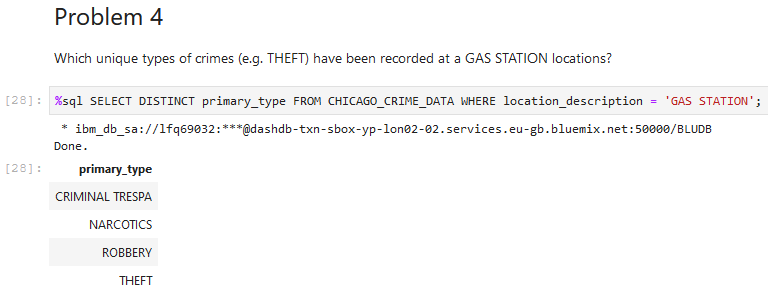 Problem 4
Which unique types of crimes (e.g. THEFT) have been recorded at a GAS STATION locations?
[28]: %sql SELECT DISTINCT primary_type FROM CHICAGO_CRIME_DATA WHERE location_description = 'GAS STATION';
* ibm_db_sa://lfq69032:***@dashdb-txn-sbox-yp-lon02-02.services.eu-gb.bluemix.net:50000/BLUDB
Done.
[28]: primary_type
CRIMINAL TRESPA
NARCOTICS
ROBBERY
THEFT